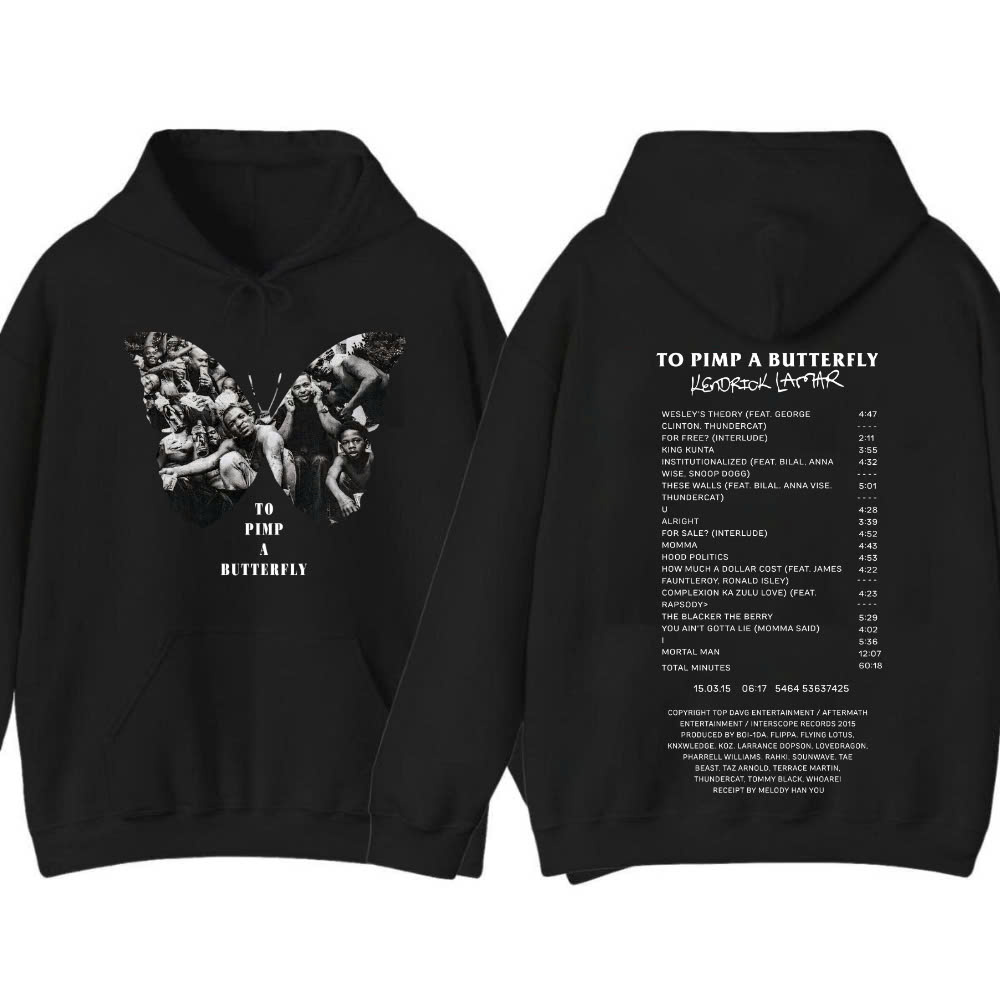 TO
PIMP
A
BUTTERFLY
TO PIMP A BUTTERFLY
KENDRICK LAMAR
WESLEY'S THEORY (FEAT. GEORGE 4:47
CLINTON, THUNDERCAT) ----
FOR FREE? (INTERLUDE) 2:11
KING KUNTA 3:55
INSTITUTIONALIZED (FEAT. BILAL, ANNA 4:32
WISE, SNOOP DOGG) ----
THESE WALLS (FEAT. BILAL, ANNA VISE, 5:01
THUNDERCAT) ----
U 4:28
ALRIGHT 3:39
FOR SALE? (INTERLUDE) 4:52
MOMMA 4:43
HOOD POLITICS 4:53
HOW MUCH A DOLLAR COST (FEAT. JAMES 4:22
FAUNTLEROY, RONALD ISLEY) ----
COMPLEXION KA ZULU LOVE) (FEAT. 4:23
RAPSODY> ----
THE BLACKER THE BERRY 5:29
YOU AIN'T GOTTA LIE (MOMMA SAID) 4:02
I 5:36
MORTAL MAN 12:07
TOTAL MINUTES 60:18
15.03.15 06:17 5464 53637425
COPYRIGHT TOP DAVG ENTERTAINMENT / AFTERMATH
ENTERTAINMENT / INTERSCOPE RECORDS 2015
PRODUCED BY BOI-1DA, FLIPPA, FLYING LOTUS,
KNXWLEDGE, KOZ, LARRANCE DOPSON, LOVEDRAGON,
PHARRELL WILLIAMS, RAHKI, SOUNWAVE, TAE
BEAST, TAZ ARNOLD, TERRACE MARTIN,
THUNDERCAT, TOMMY BLACK, WHOAREI
RECEIPT BY MELODY HAN YOU